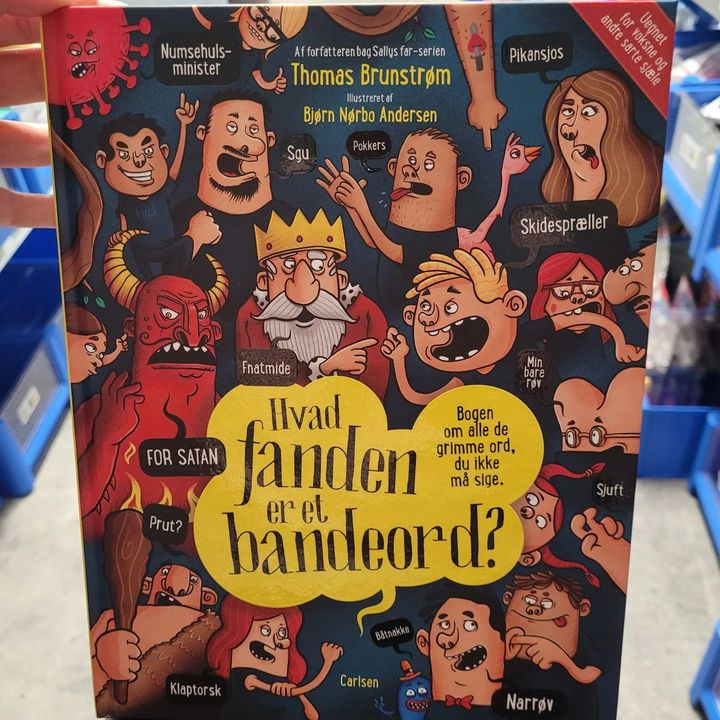 Numsehuls-
minister
Af forfatteren bag Sallys far-serien
Thomas Brunstrøm
Illustreret af
Bjørn Nørbo Andersen
Pikansjos
Uegnet
for voksne og
andre sarte sjæle
Sgu
Pokkers
Skidespræller
Fnatmide
Min
bare
røv
Hvad
fanden
er et
bandeord?
Bogen
om alle de
grimme ord,
du ikke
må sige.
FOR SATAN
Prut?
Sjuft
Klaptorsk
Carlsen
Båtnakke
Narrøv